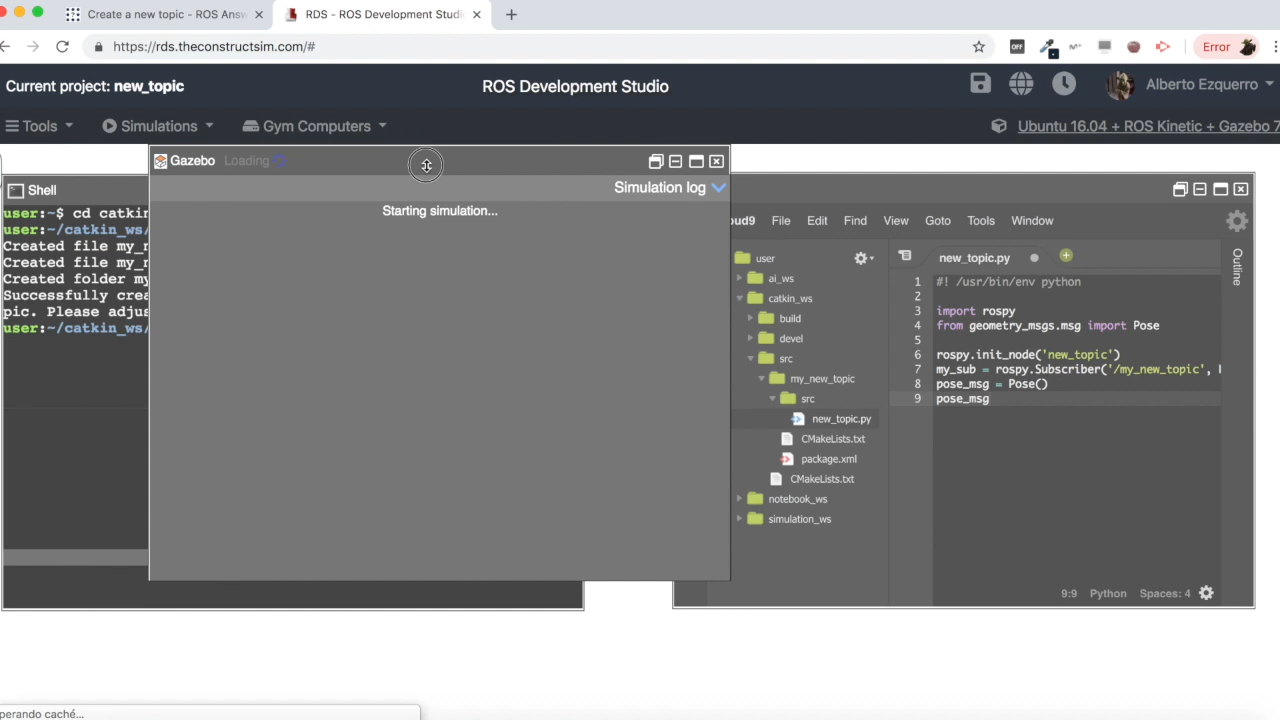 Create a new topic - ROS Answ
RDS - ROS Development Studi
https://rds.theconstructsim.com/#
OFF
Error
Current project: new_topic
ROS Development Studio
Alberto Ezquerro
Tools
Simulations
Gym Computers
Ubuntu 16.04 + ROS Kinetic + Gazebo 7
Gazebo Loading
Simulation log
Starting simulation...
Shell
user:~$ cd catkin
user:~/catkin_ws/
Created file my_n
Created file my_n
Created folder my
Successfully crea
pic. Please adjus
user:~/catkin_ws/
oud9 File Edit Find View Goto Tools Window
user
ai_ws
catkin_ws
build
devel
src
my_new_topic
src
new_topic.py
CMakeLists.txt
package.xml
CMakeLists.txt
notebook_ws
simulation_ws
new_topic.py
Outline
1 #! /usr/bin/env python
2
3 import rospy
4 from geometry_msgs.msg import Pose
5
6 rospy.init_node('new_topic')
7 my_sub = rospy.Subscriber('/my_new_topic',
8 pose_msg = Pose()
9 pose_msg
9:9 Python Spaces: 4
perando caché...